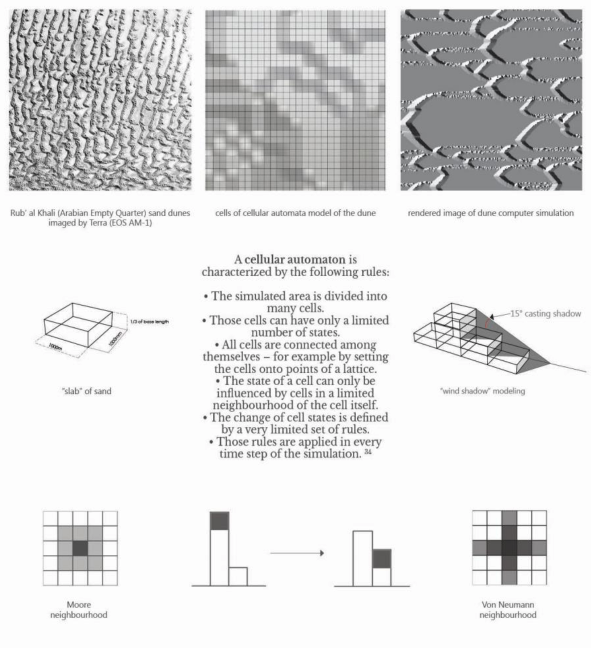 Rub' al Khali (Arabian Empty Quarter) sand dunes
imaged by Terra (EOS AM-1)
cells of cellular automata model of the dune
rendered image of dune computer simulation
A cellular automaton is
characterized by the following rules:
• The simulated area is divided into
many cells.
• Those cells can have only a limited
number of states.
• All cells are connected among
themselves – for example by setting
the cells onto points of a lattice.
• The state of a cell can only be
influenced by cells in a limited
neighbourhood of the cell itself.
• The change of cell states is defined
by a very limited set of rules.
• Those rules are applied in every
time step of the simulation. 34
1/3 of base length
1000m
1000m
"slab" of sand
15° casting shadow
"wind shadow" modeling
Moore
neighbourhood
Von Neumann
neighbourhood